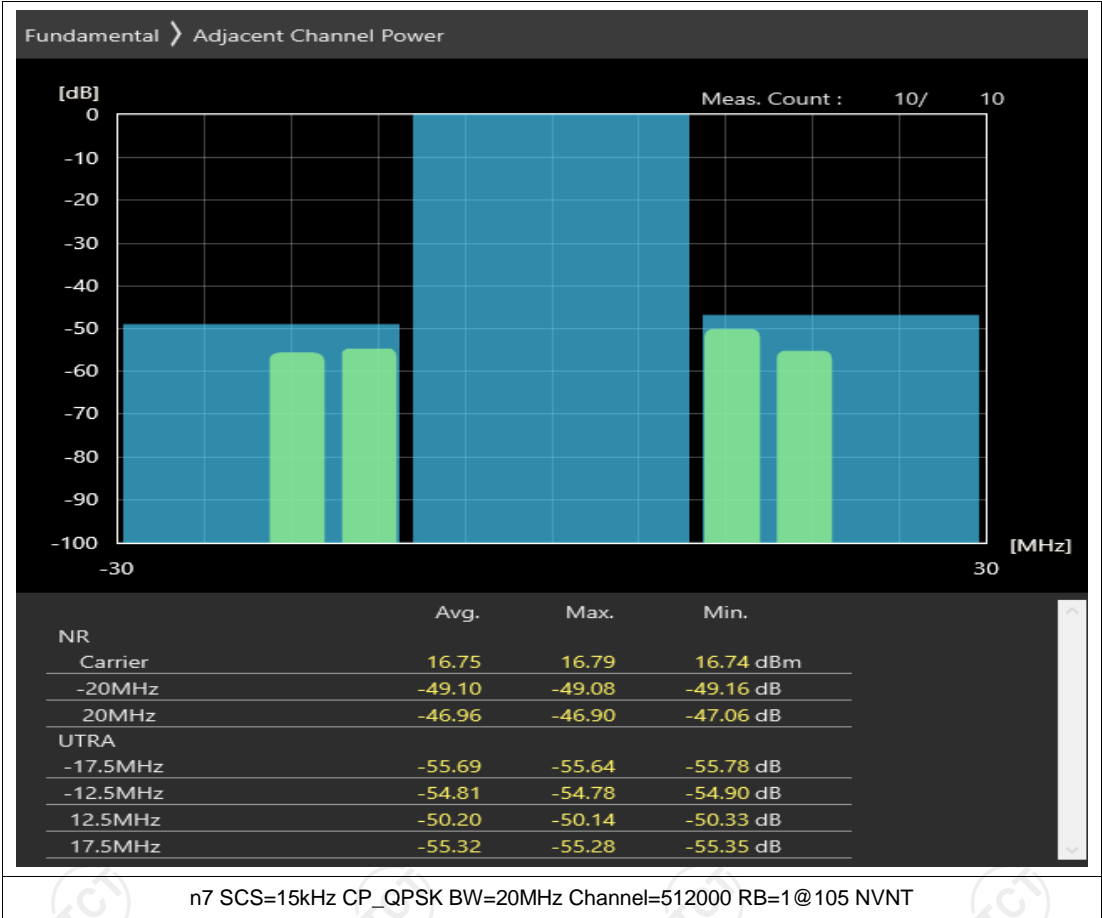 Fundamental 〉 Adjacent Channel Power
[dB]
Meas. Count : 10/ 10
0
-10
-20
-30
-40
-50
-60
-70
-80
-90
-100
[MHz]
-30 30
Avg. Max. Min.
NR
Carrier 16.75 16.79 16.74 dBm
-20MHz -49.10 -49.08 -49.16 dB
20MHz -46.96 -46.90 -47.06 dB
UTRA
-17.5MHz -55.69 -55.64 -55.78 dB
-12.5MHz -54.81 -54.78 -54.90 dB
12.5MHz -50.20 -50.14 -50.33 dB
17.5MHz -55.32 -55.28 -55.35 dB
n7 SCS=15kHz CP_QPSK BW=20MHz Channel=512000 RB=1@105 NVNT
TCT TCT TCT TCT